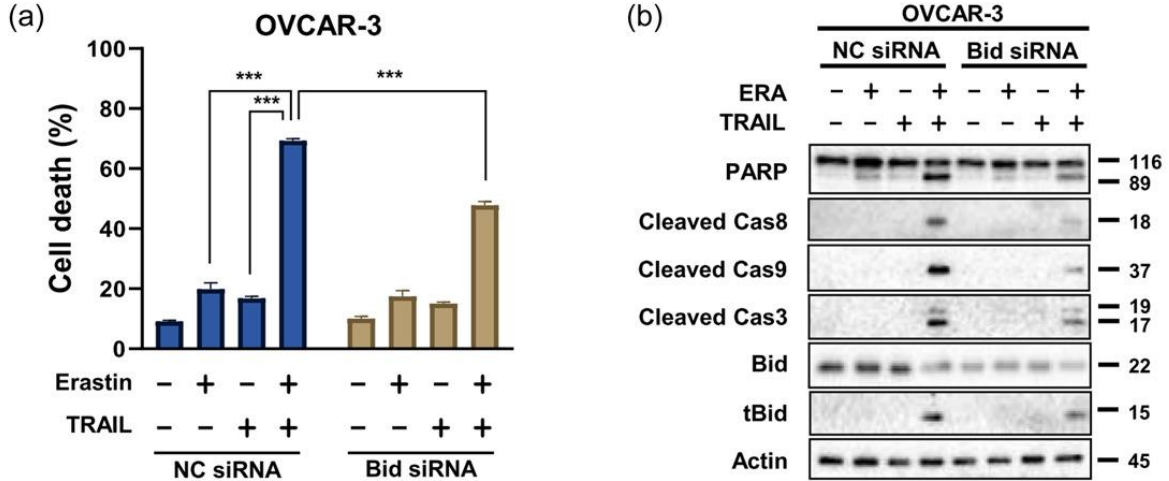 (a)
OVCAR-3
***
***
***
Cell death (%)
100
80
60
40
20
0
Erastin – + – + – + – +
TRAIL – – + + – – + +
NC siRNA Bid siRNA
(b)
OVCAR-3
NC siRNA Bid siRNA
ERA – + – + – + – +
TRAIL – – + + – – + +
PARP 116
89
Cleaved Cas8 18
Cleaved Cas9 37
Cleaved Cas3 19
17
Bid 22
tBid 15
Actin 45